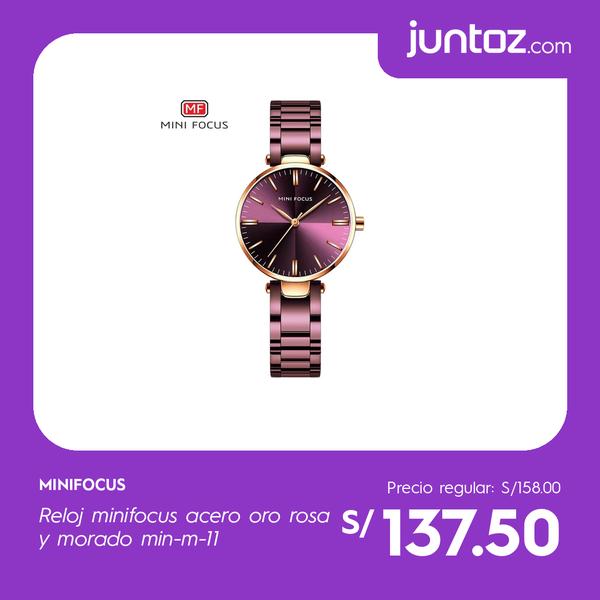 juntoz.com
MF
MINI FOCUS
MINI FOCUS
MINIFOCUS
Reloj minifocus acero oro rosa
y morado min-m-11
Precio regular: S/158.00
S/137.50